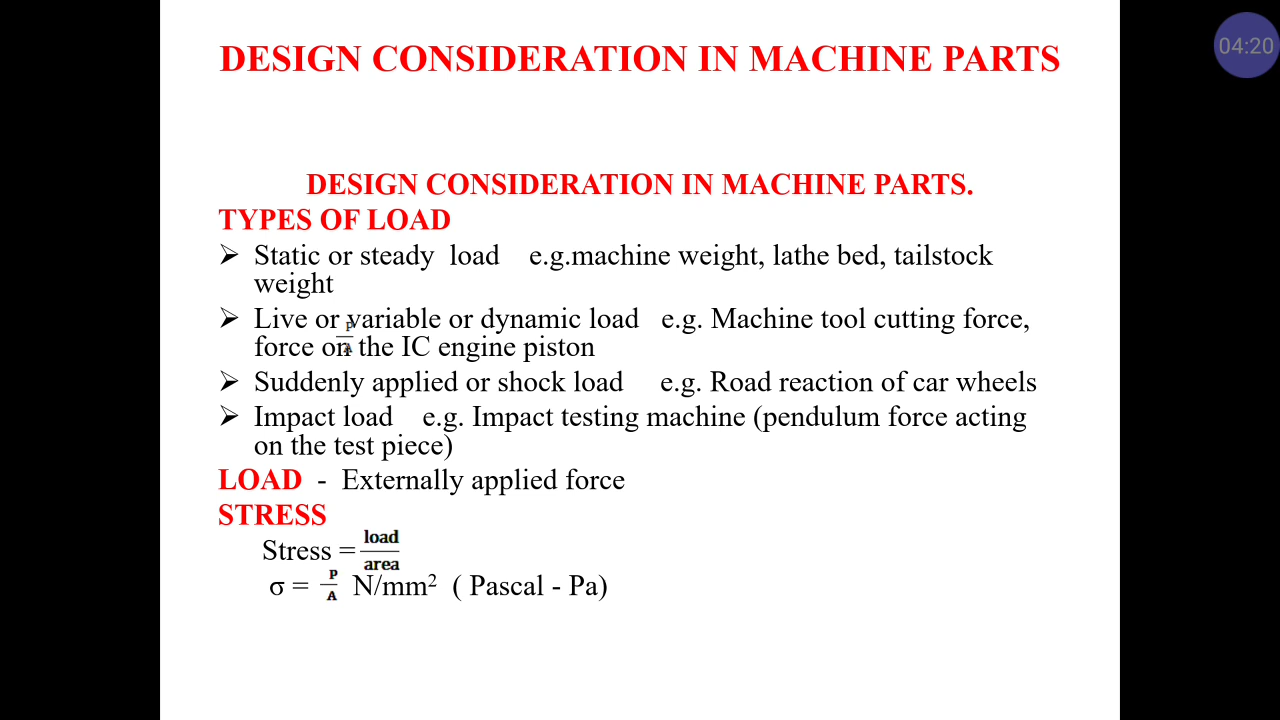 DESIGN CONSIDERATION IN MACHINE PARTS
04:20
DESIGN CONSIDERATION IN MACHINE PARTS.
TYPES OF LOAD
➢ Static or steady load e.g.machine weight, lathe bed, tailstock
weight
➢ Live or variable or dynamic load e.g. Machine tool cutting force,
force on the IC engine piston
P
A
➢ Suddenly applied or shock load e.g. Road reaction of car wheels
➢ Impact load e.g. Impact testing machine (pendulum force acting
on the test piece)
LOAD - Externally applied force
STRESS
Stress = load/area
σ = P/A N/mm² ( Pascal - Pa)